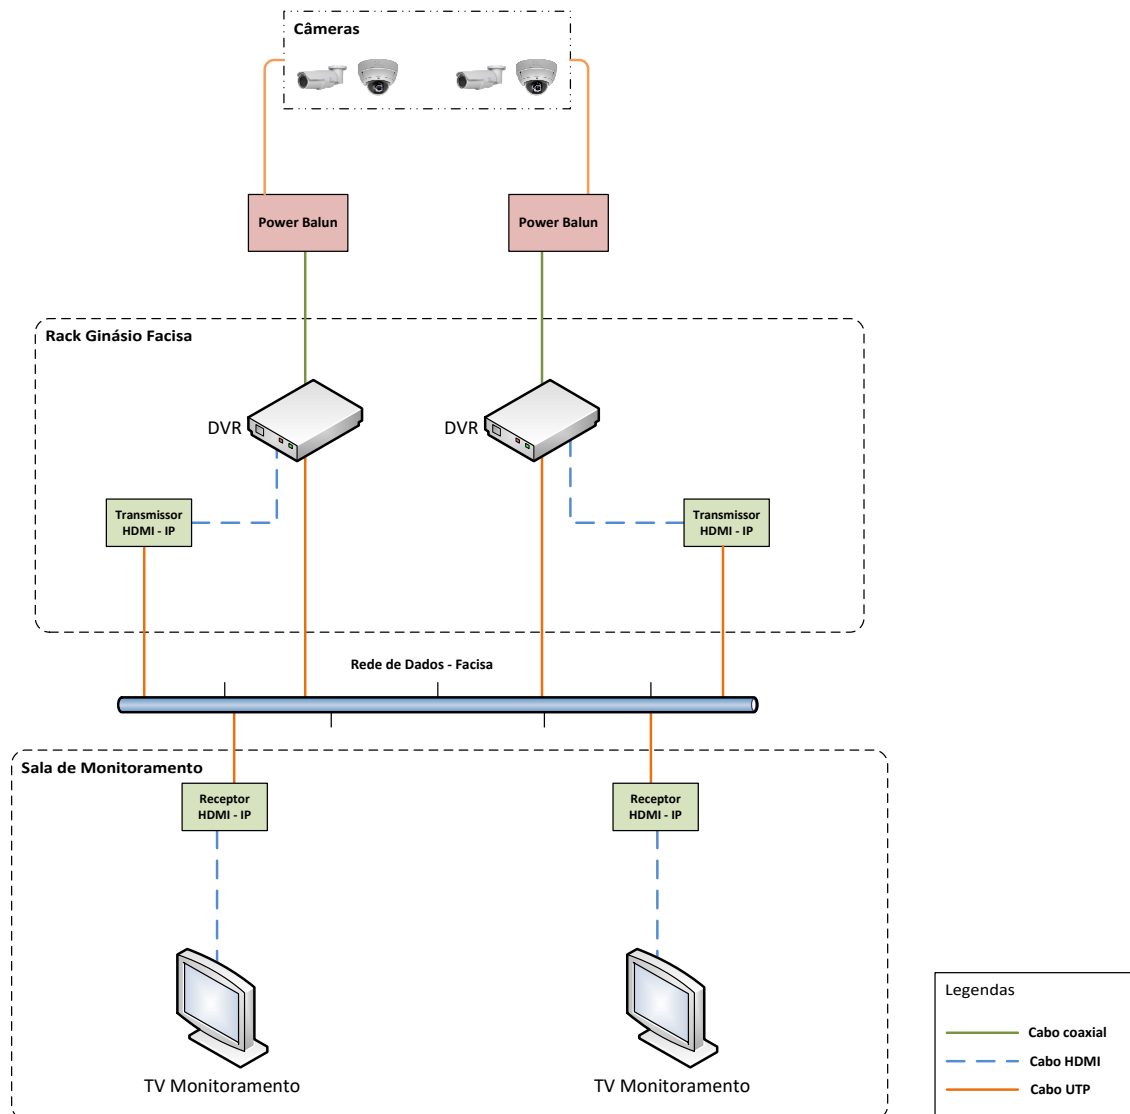 Câmeras
Power Balun
Power Balun
Rack Ginásio Facisa
DVR
DVR
Transmissor
HDMI - IP
Transmissor
HDMI - IP
Rede de Dados - Facisa
Sala de Monitoramento
Receptor
HDMI - IP
Receptor
HDMI - IP
TV Monitoramento
TV Monitoramento
Legendas
Cabo coaxial
Cabo HDMI
Cabo UTP